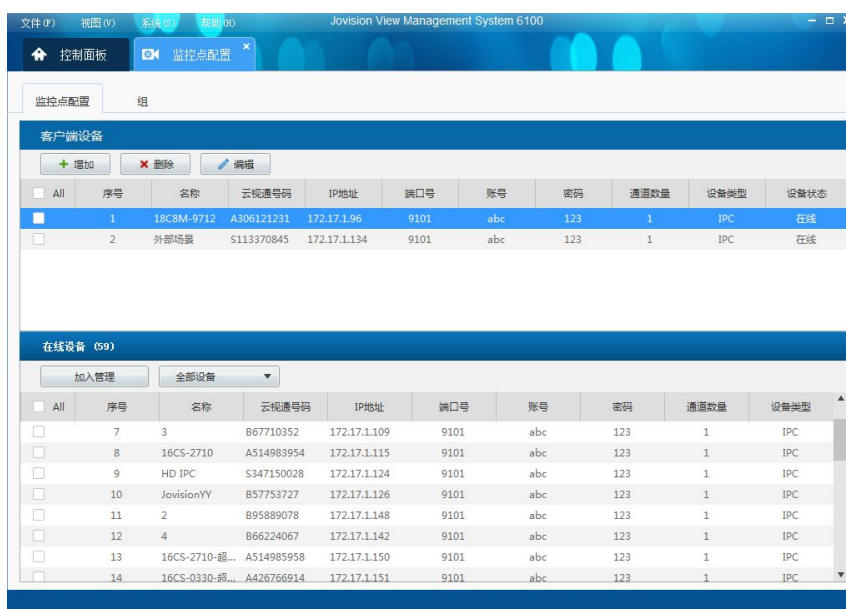 文件(F) 视图(V) 系统(S) 帮助(H) Jovision View Management System 6100
控制面板 监控点配置
监控点配置 组
客户端设备
增加 删除 编辑
All 序号 名称 云视通号码 IP地址 端口号 账号 密码 通道数量 设备类型 设备状态
1 18C8M-9712 A306121231 172.17.1.96 9101 abc 123 1 IPC 在线
2 外部场景 S113370845 172.17.1.134 9101 abc 123 1 IPC 在线
在线设备 (59)
加入管理 全部设备
All 序号 名称 云视通号码 IP地址 端口号 账号 密码 通道数量 设备类型
7 3 B67710352 172.17.1.109 9101 abc 123 1 IPC
8 16CS-2710 A514983954 172.17.1.115 9101 abc 123 1 IPC
9 HD IPC S347150028 172.17.1.124 9101 abc 123 1 IPC
10 JovisionYY B57753727 172.17.1.126 9101 abc 123 1 IPC
11 2 B95889078 172.17.1.148 9101 abc 123 1 IPC
12 4 B66224067 172.17.1.142 9101 abc 123 1 IPC
13 16CS-2710-超... A514985958 172.17.1.150 9101 abc 123 1 IPC
14 16CS-0330-超... A426766914 172.17.1.151 9101 abc 123 1 IPC